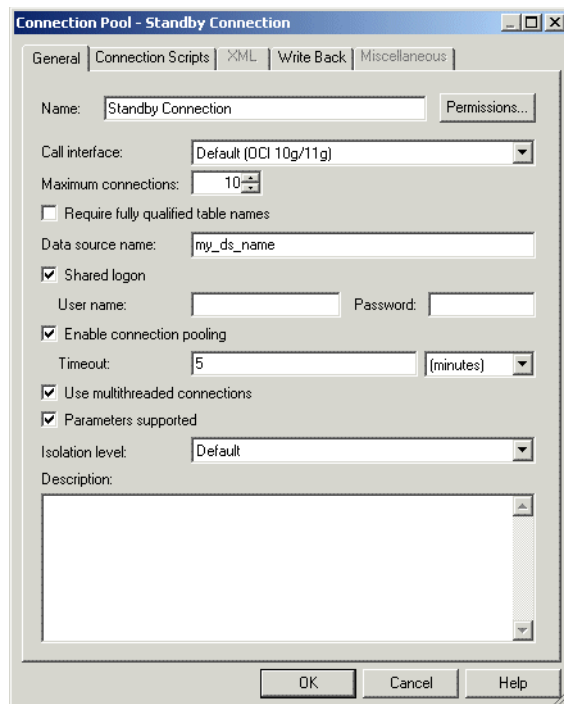 Connection Pool - Standby Connection
General Connection Scripts XML Write Back Miscellaneous
Name: Standby Connection Permissions...
Call interface: Default (OCI 10g/11g)
Maximum connections: 10
Require fully qualified table names
Data source name: my_ds_name
Shared logon
User name: Password:
Enable connection pooling
Timeout: 5 (minutes)
Use multithreaded connections
Parameters supported
Isolation level: Default
Description:
OK Cancel Help